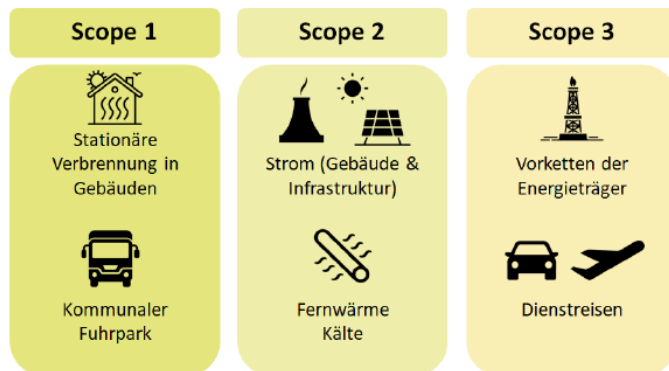 Scope 1
Stationäre
Verbrennung in
Gebäuden
Kommunaler
Fuhrpark
Scope 2
Strom (Gebäude &
Infrastruktur)
Fernwärme
Kälte
Scope 3
Vorketten der
Energieträger
Dienstreisen